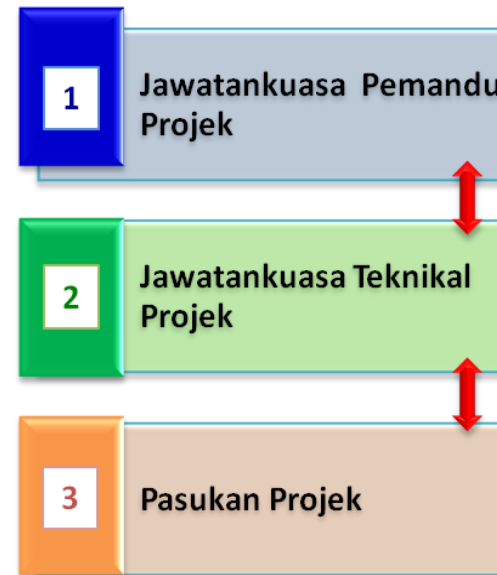 1
Jawatankuasa Pemandu
Projek
2
Jawatankuasa Teknikal
Projek
3
Pasukan Projek